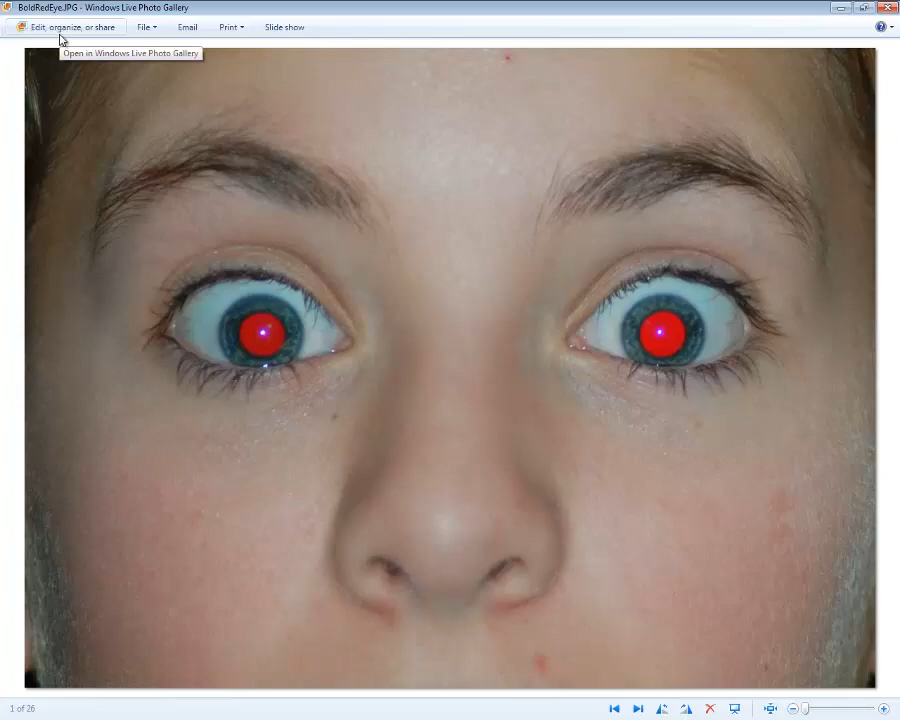 BoldRedEye.JPG - Windows Live Photo Gallery
Edit, organize, or share File Email Print Slide show
Open in Windows Live Photo Gallery
1 of 26